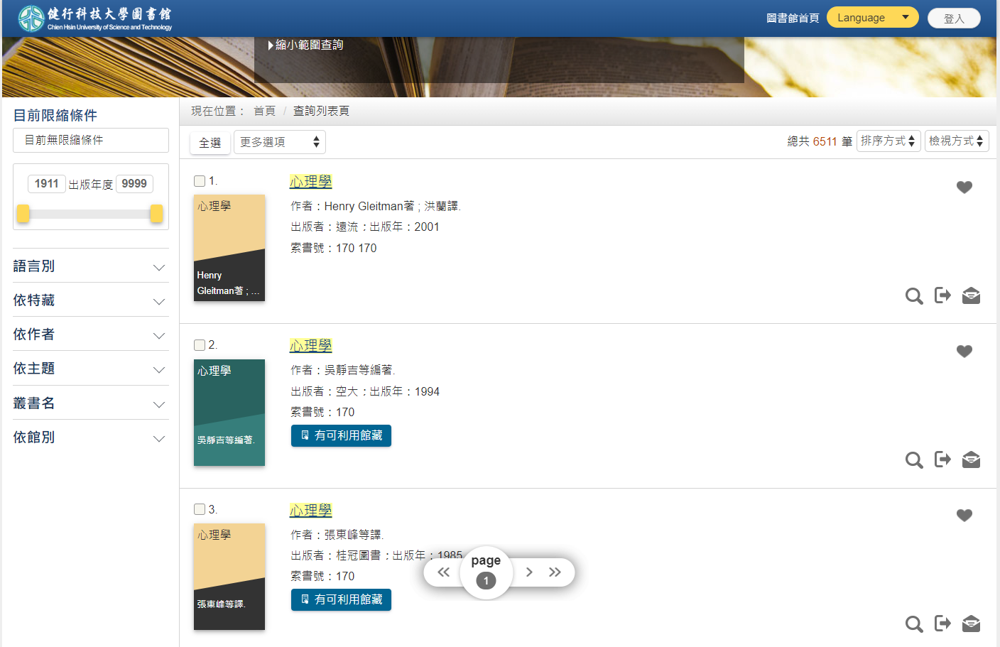 健行科技大學圖書館
Chien Hsin University of Science and Technology
圖書館首頁
Language
登入
縮小範圍查詢
目前限縮條件
目前無限縮條件
1911 出版年度 9999
語言別
依特藏
依作者
依主題
叢書名
依館別
現在位置： 首頁 / 查詢列表頁
全選 更多選項 總共 6511 筆 排序方式 檢視方式
1.
心理學
Henry
Gleitman著 ; ...
心理學
作者：Henry Gleitman著 ; 洪蘭譯.
出版者：遠流 ; 出版年：2001
索書號：170 170
2.
心理學
吳靜吉等編著.
心理學
作者：吳靜吉等編著.
出版者：空大 ; 出版年：1994
索書號：170
有可利用館藏
3.
心理學
張東峰等譯.
心理學
作者：張東峰等譯.
出版者：桂冠圖書 ; 出版年：1985
索書號：170
有可利用館藏
page
1